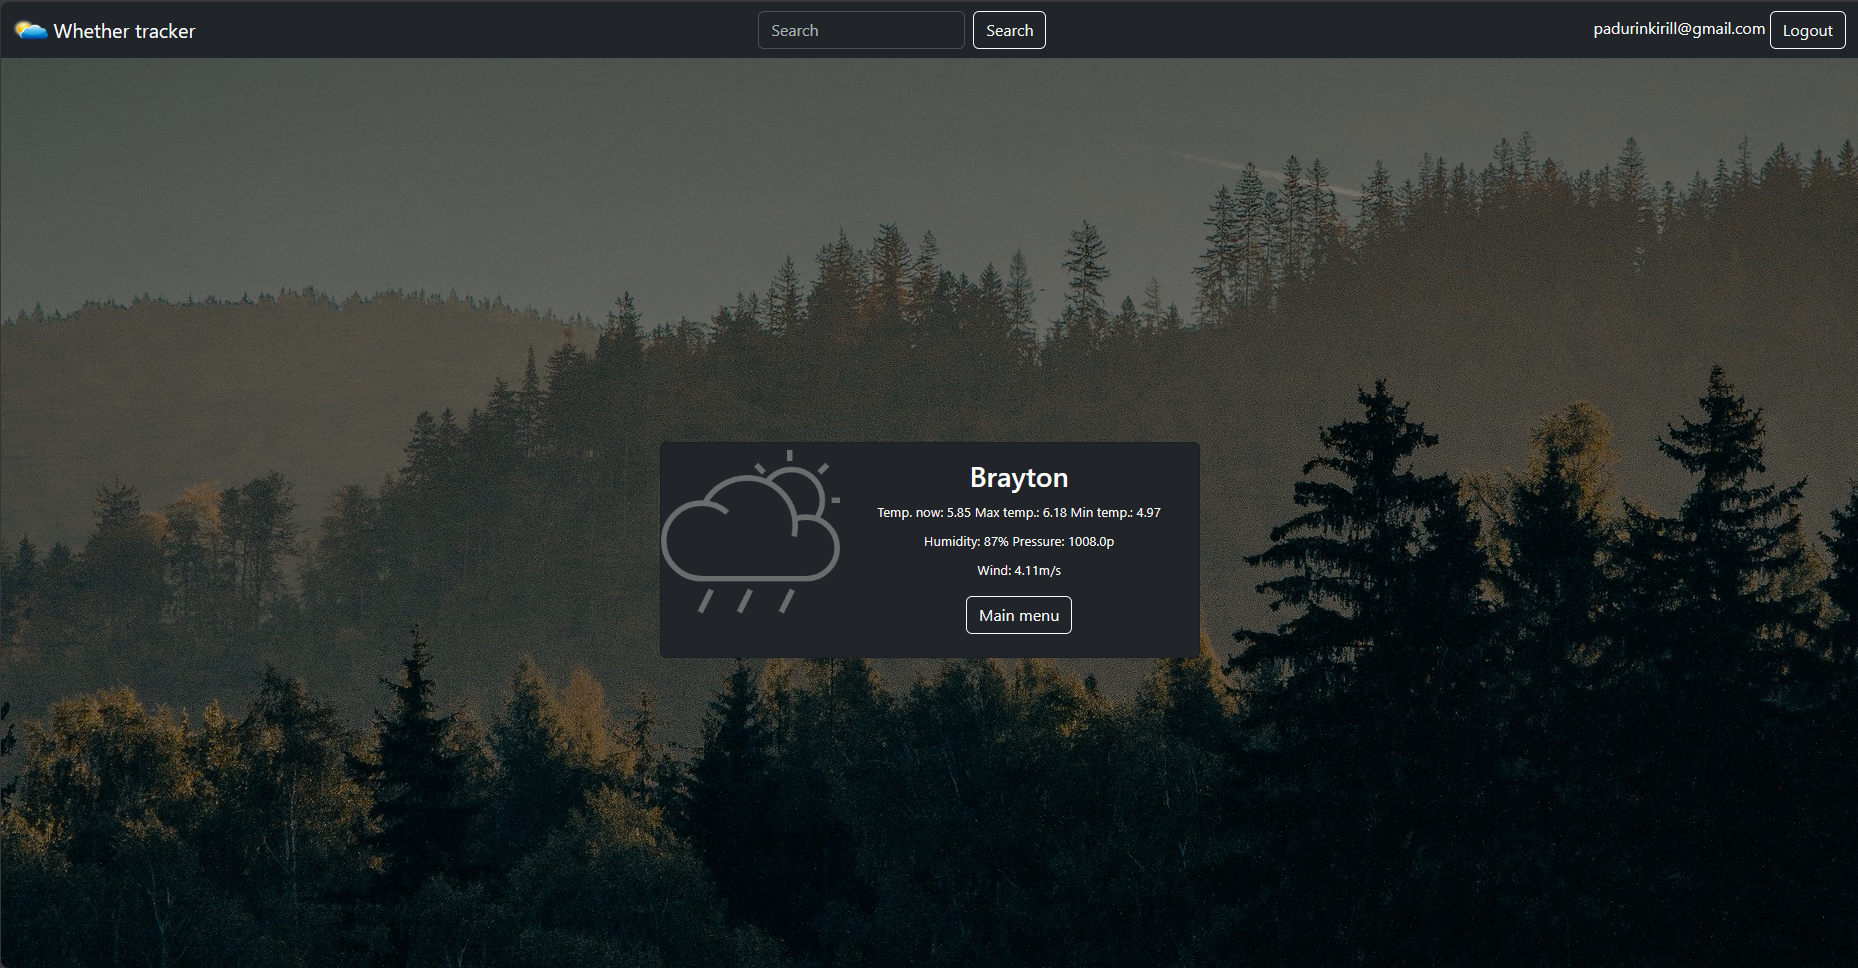 Whether tracker
Search
Search
padurinkirill@gmail.com
Logout
Brayton
Temp. now: 5.85 Max temp.: 6.18 Min temp.: 4.97
Humidity: 87% Pressure: 1008.0p
Wind: 4.11m/s
Main menu